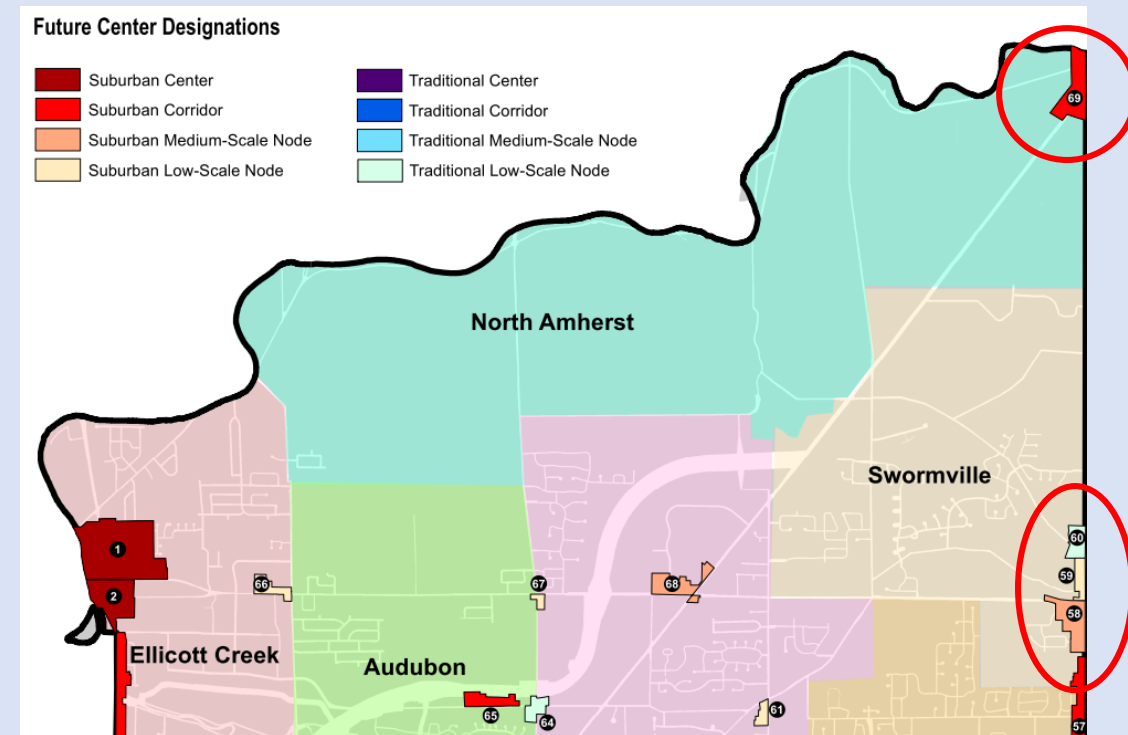 Future Center Designations
Suburban Center
Suburban Corridor
Suburban Medium-Scale Node
Suburban Low-Scale Node
Traditional Center
Traditional Corridor
Traditional Medium-Scale Node
Traditional Low-Scale Node
69
North Amherst
Swormville
60
1
59
66
67
68
2
58
Ellicott Creek
Audubon
61
65
64
57